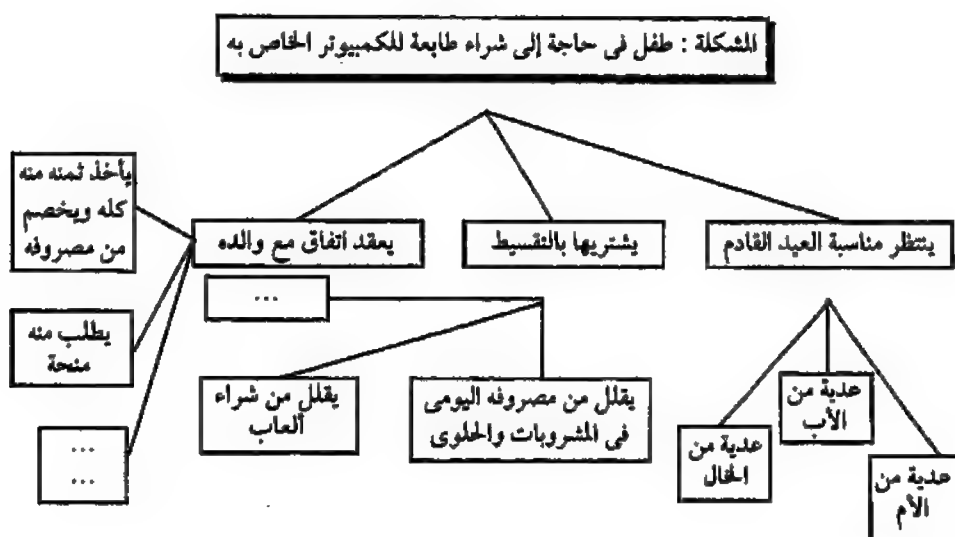 المشكلة : طفل فى حاجة إلى شراء طابعة للكمبيوتر الخاص به
ينتظر مناسبة العيد القادم
يشتريها بالتقسيط
يعقد اتفاق مع والده
يأخذ ثمنه منه
كله ويخصم
من مصروفه
يطلب منه
منحة
...
...
...
يقلل من مصروفه اليومى
فى المشروبات والحلوى
يقلل من شراء
ألعاب
عدية من
الأب
عدية من
الخال
عدية من
الأم